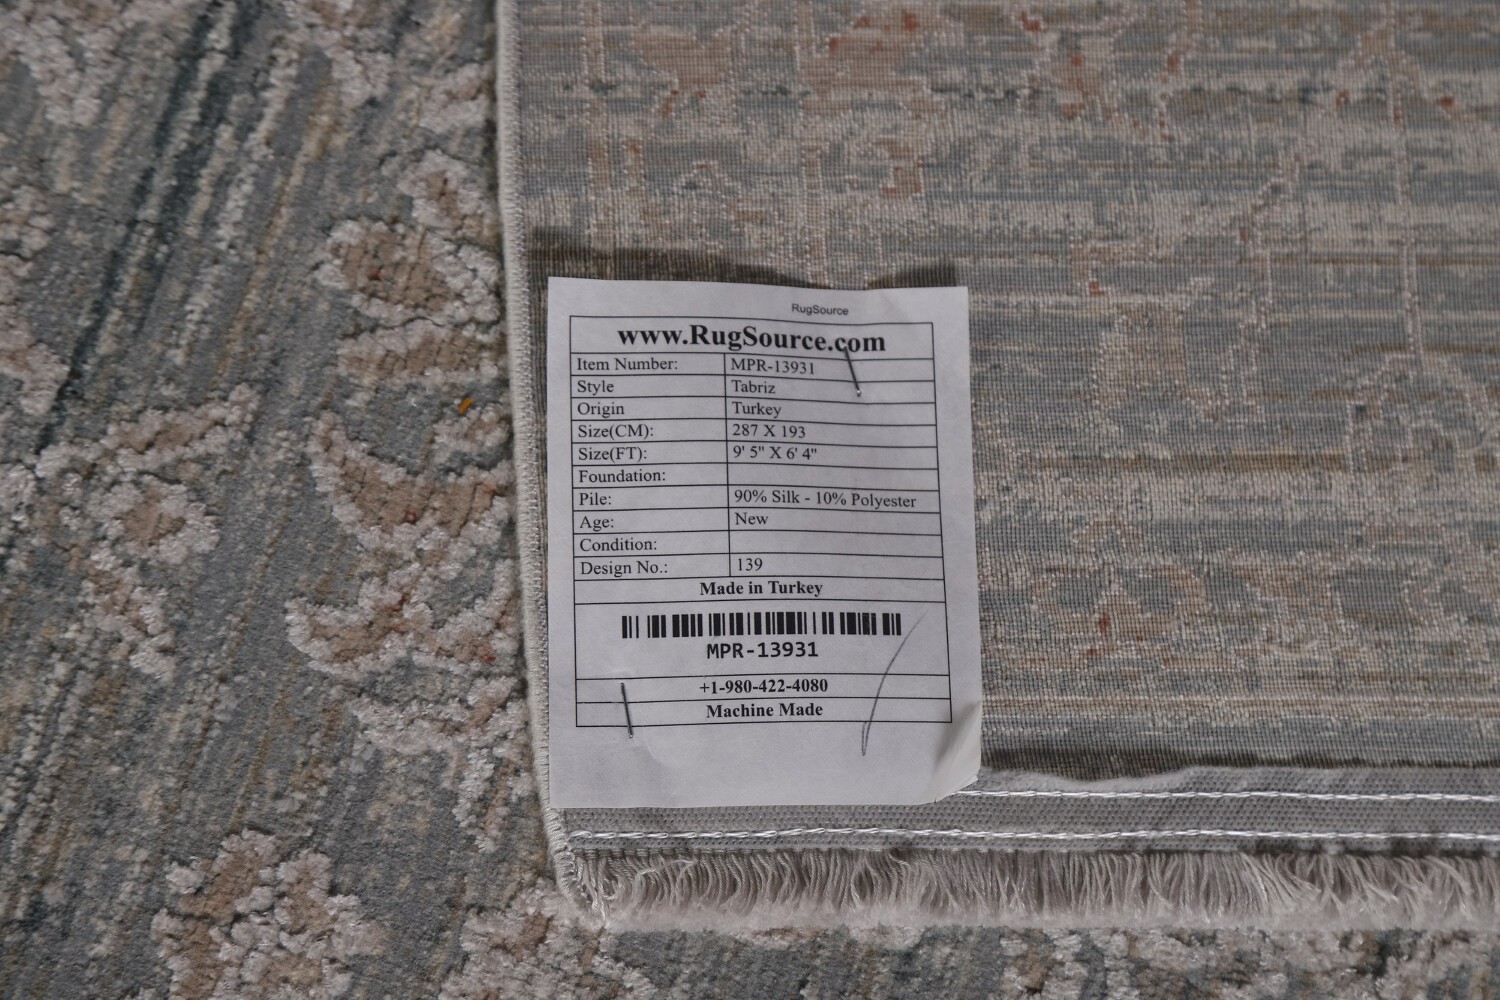 RugSource
www.RugSource.com
Item Number: MPR-13931
Style Tabriz
Origin Turkey
Size(CM): 287 X 193
Size(FT): 9' 5" X 6' 4"
Foundation:
Pile: 90% Silk - 10% Polyester
Age: New
Condition:
Design No.: 139
Made in Turkey
MPR-13931
+1-980-422-4080
Machine Made